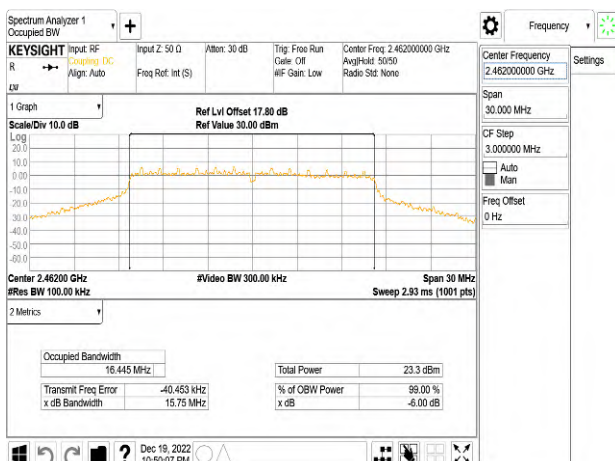 Spectrum Analyzer 1
Occupied BW
Frequency
KEYSIGHT
R
Input: RF
Coupling: DC
Align: Auto
Input Z: 50 Ω
Freq Ref: Int (S)
Atten: 30 dB
Trig: Free Run
Gate: Off
#IF Gain: Low
Center Freq: 2.462000000 GHz
Avg|Hold: 50/50
Radio Std: None
Center Frequency
2.462000000 GHz
Settings
Span
30.000 MHz
CF Step
3.000000 MHz
Auto
Man
Freq Offset
0 Hz
1 Graph
Scale/Div 10.0 dB
Ref Lvl Offset 17.80 dB
Ref Value 30.00 dBm
Log
20.0
10.0
0.00
-10.0
-20.0
-30.0
-40.0
-50.0
-60.0
Center 2.46200 GHz
#Res BW 100.00 kHz
#Video BW 300.00 kHz
Span 30 MHz
Sweep 2.93 ms (1001 pts)
2 Metrics
Occupied Bandwidth
16.445 MHz
Transmit Freq Error -40.453 kHz
x dB Bandwidth 15.75 MHz
Total Power 23.3 dBm
% of OBW Power 99.00 %
x dB -6.00 dB
?
Dec 19, 2022
10:50:07 PM